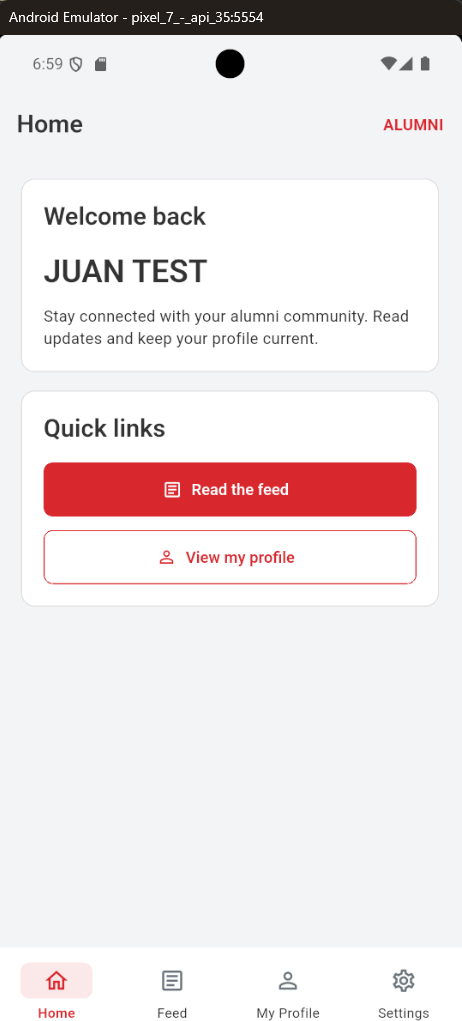 Android Emulator - pixel_7_-_api_35:5554
6:59
Home
ALUMNI
Welcome back
JUAN TEST
Stay connected with your alumni community. Read
updates and keep your profile current.
Quick links
Read the feed
View my profile
Home
Feed
My Profile
Settings